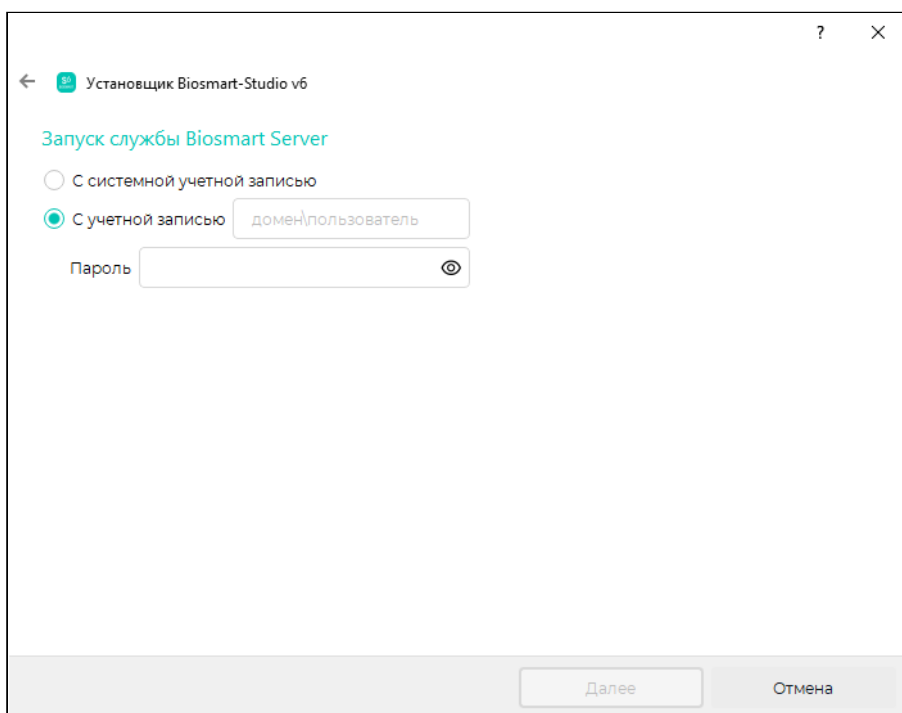 ?
Установщик Biosmart-Studio v6
Запуск службы Biosmart Server
С системной учетной записью
С учетной записью домен\пользователь
Пароль
Далее Отмена